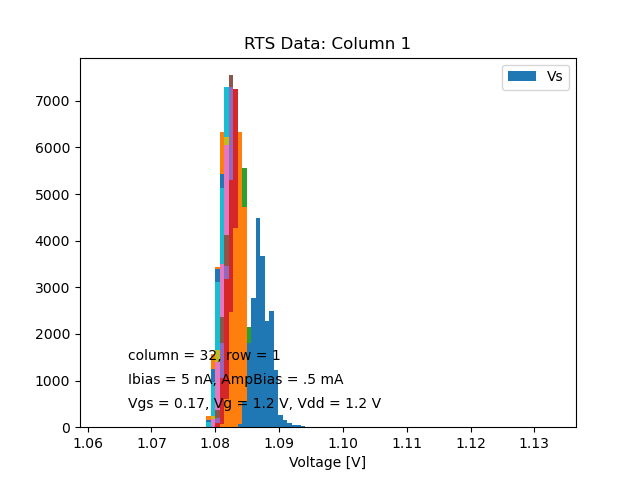 RTS Data: Column 1
Vs
7000
6000
5000
4000
3000
2000
1000
0
column = 32, row = 1
Ibias = 5 nA, AmpBias = .5 mA
Vgs = 0.17, Vg = 1.2 V, Vdd = 1.2 V
1.06 1.07 1.08 1.09 1.10 1.11 1.12 1.13
Voltage [V]